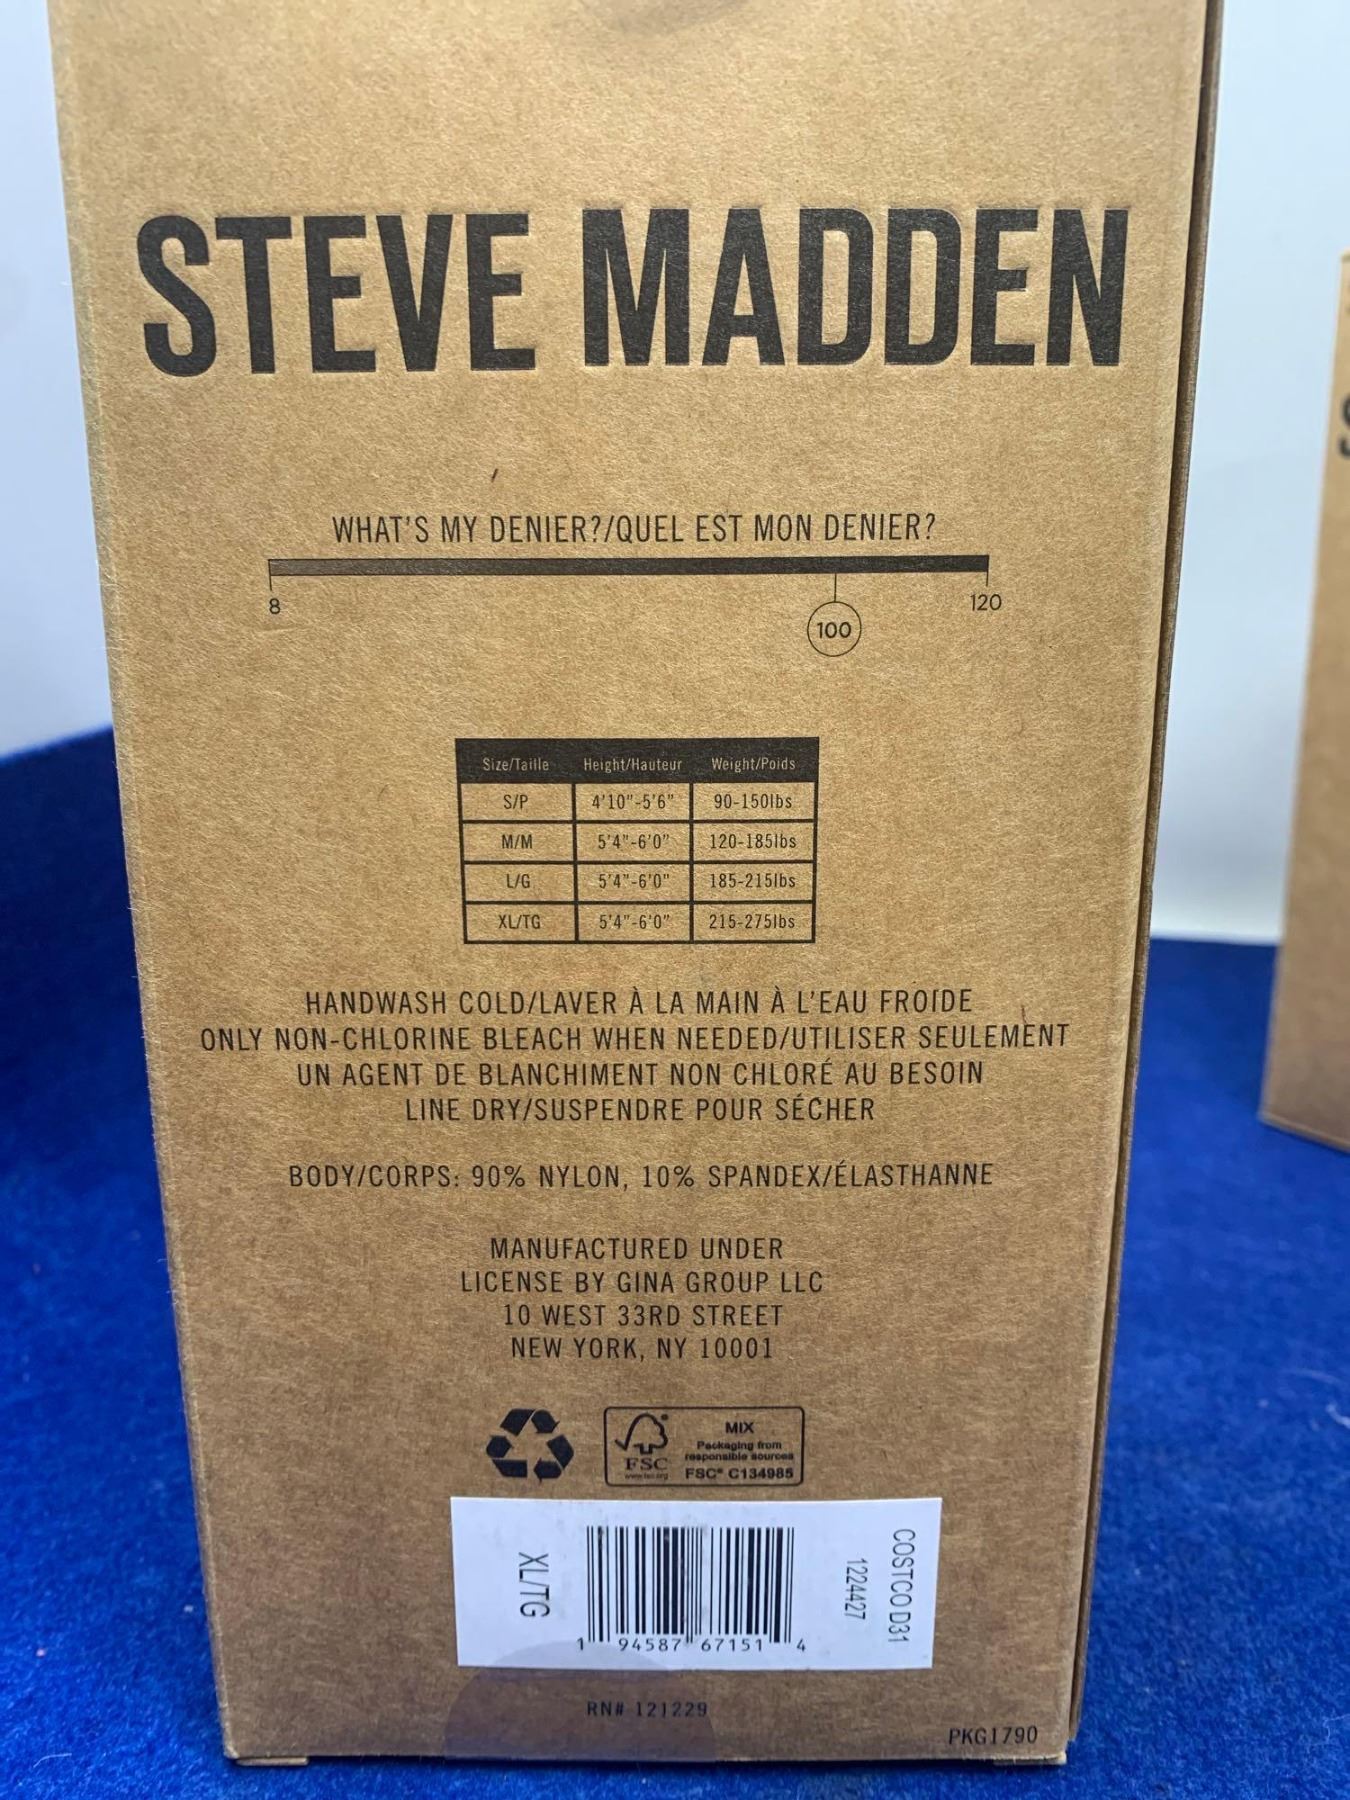 STEVE MADDEN
WHAT'S MY DENIER?/QUEL EST MON DENIER?
8 120
100
Size/Taille Height/Hauteur Weight/Poids
S/P 4'10"-5'6" 90-150lbs
M/M 5'4"-6'0" 120-185lbs
L/G 5'4"-6'0" 185-215lbs
XL/TG 5'4"-6'0" 215-275lbs
HANDWASH COLD/LAVER À LA MAIN À L'EAU FROIDE
ONLY NON-CHLORINE BLEACH WHEN NEEDED/UTILISER SEULEMENT
UN AGENT DE BLANCHIMENT NON CHLORÉ AU BESOIN
LINE DRY/SUSPENDRE POUR SÉCHER
BODY/CORPS: 90% NYLON, 10% SPANDEX/ÉLASTHANNE
MANUFACTURED UNDER
LICENSE BY GINA GROUP LLC
10 WEST 33RD STREET
NEW YORK, NY 10001
FSC
www.fsc.org
MIX
Packaging from
responsible sources
FSC® C134985
XL/TG
1 94587 67151 4
1224427
COSTCO D31
RN# 121229
PKG1790